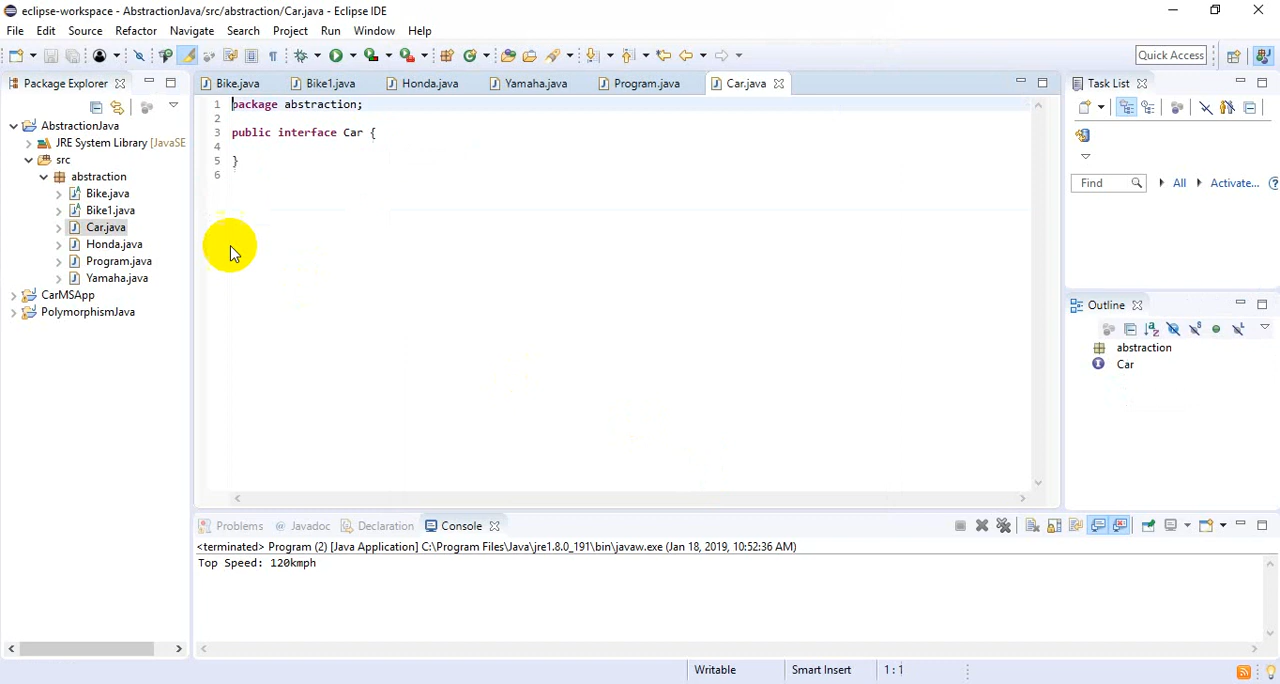 eclipse-workspace - AbstractionJava/src/abstraction/Car.java - Eclipse IDE
File Edit Source Refactor Navigate Search Project Run Window Help
Quick Access
Package Explorer
Bike.java Bike1.java Honda.java Yamaha.java Program.java Car.java
Task List
AbstractionJava
JRE System Library [JavaSE
src
abstraction
Bike.java
Bike1.java
Car.java
Honda.java
Program.java
Yamaha.java
CarMSApp
PolymorphismJava
1 package abstraction;
2
3 public interface Car {
4
5 }
6
Find All Activate...
Outline
abstraction
Car
Problems Javadoc Declaration Console
<terminated> Program (2) [Java Application] C:\Program Files\Java\jre1.8.0_191\bin\javaw.exe (Jan 18, 2019, 10:52:36 AM)
Top Speed: 120kmph
Writable Smart Insert 1 : 1